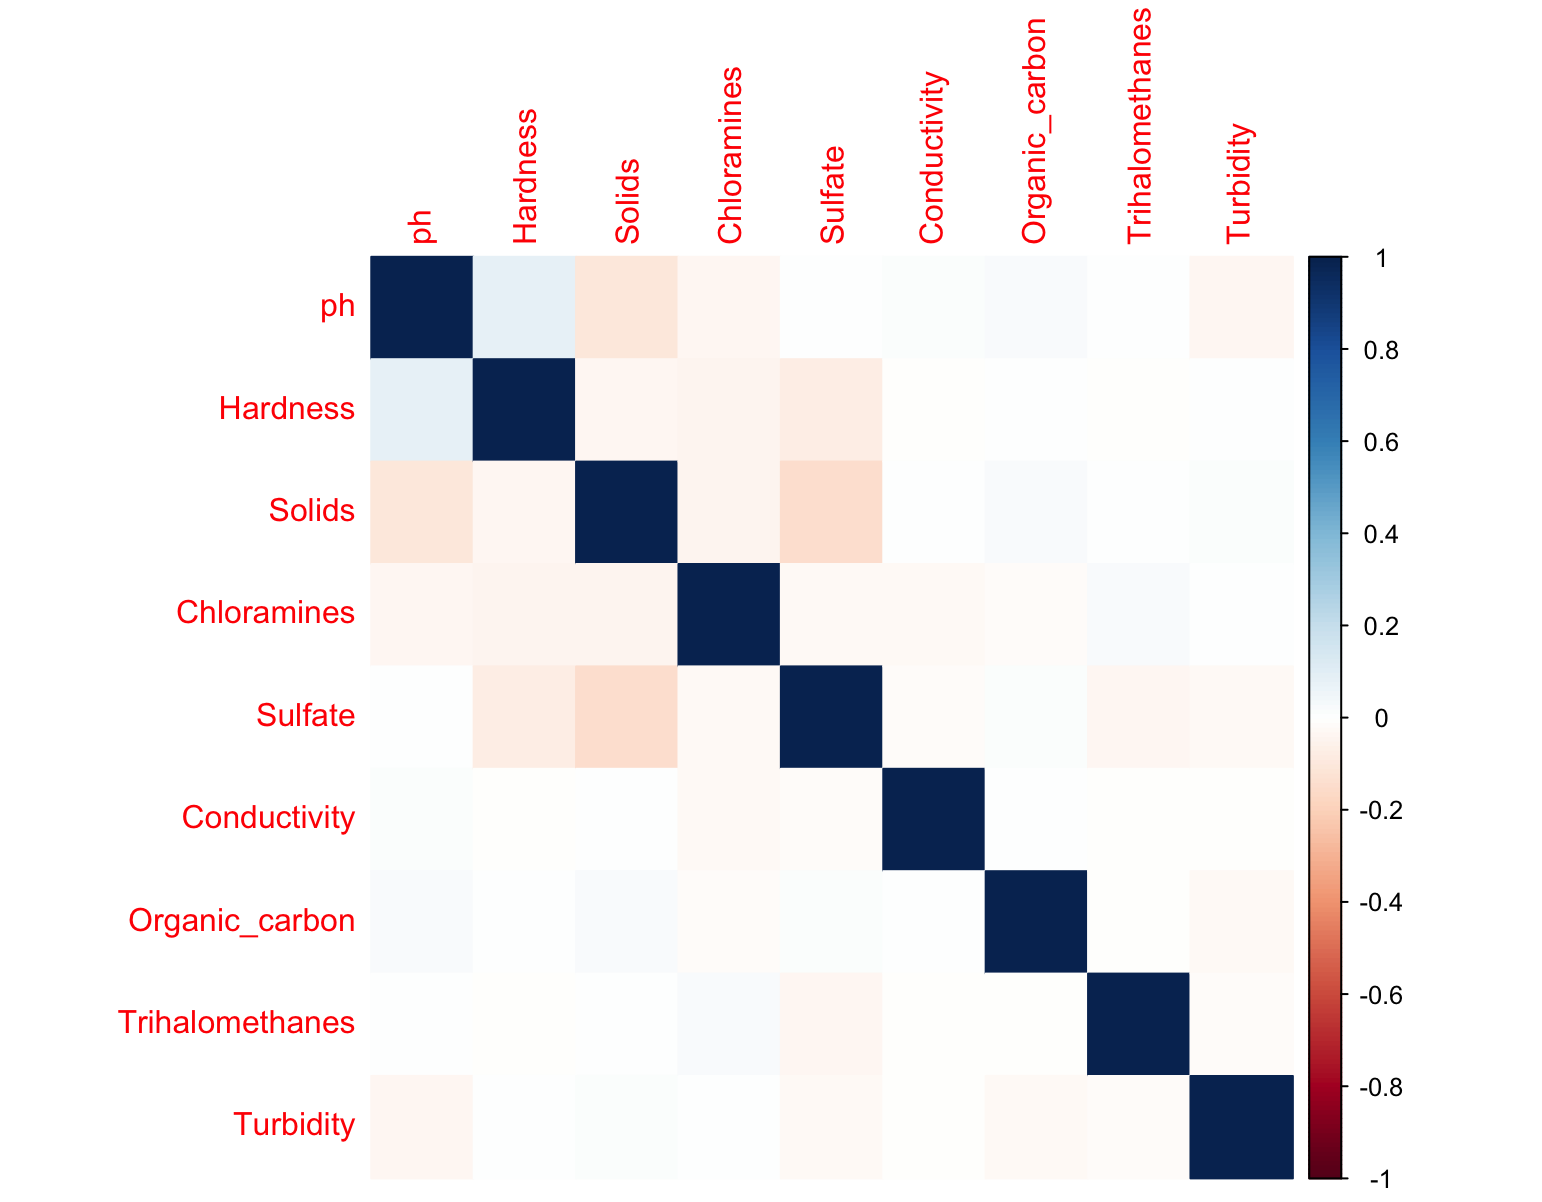 ph
Hardness
Solids
Chloramines
Sulfate
Conductivity
Organic_carbon
Trihalomethanes
Turbidity
ph
Hardness
Solids
Chloramines
Sulfate
Conductivity
Organic_carbon
Trihalomethanes
Turbidity
1
0.8
0.6
0.4
0.2
0
-0.2
-0.4
-0.6
-0.8
-1